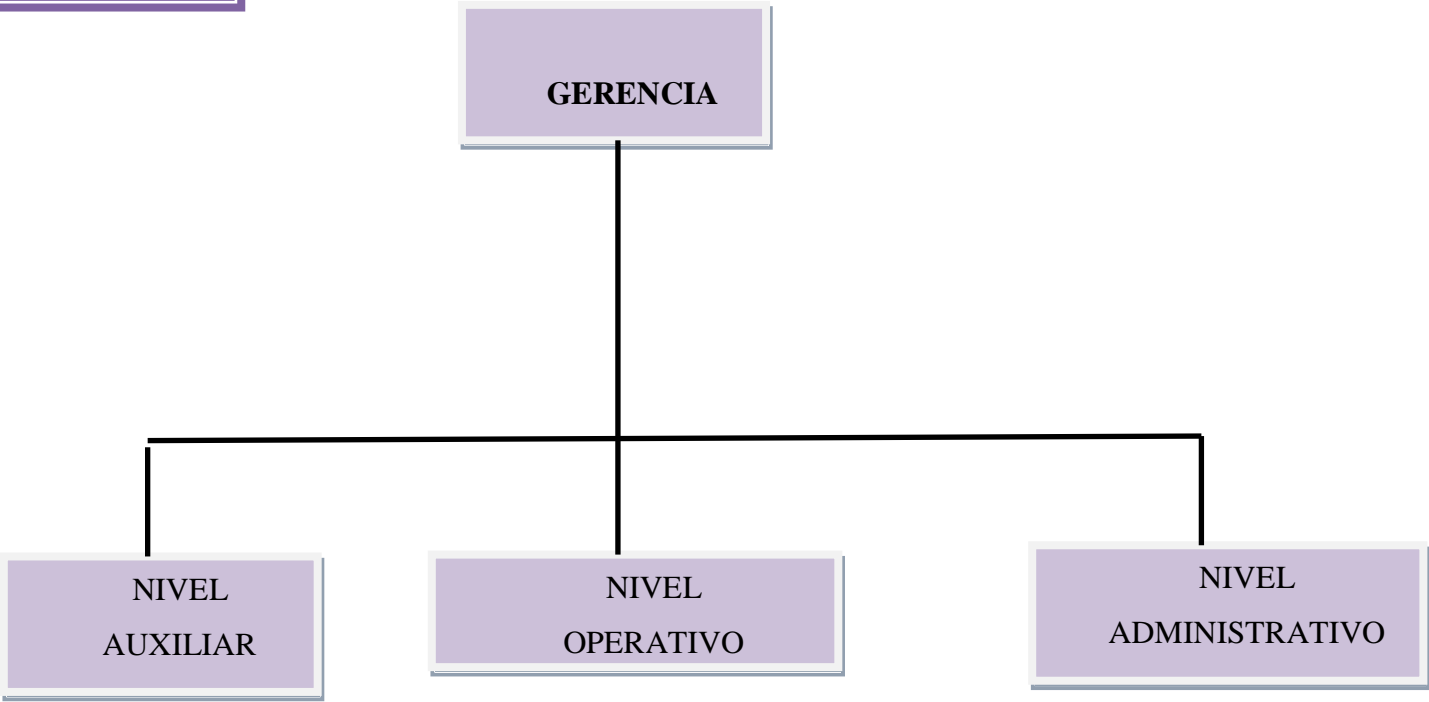 GERENCIA
NIVEL
AUXILIAR
NIVEL
OPERATIVO
NIVEL
ADMINISTRATIVO